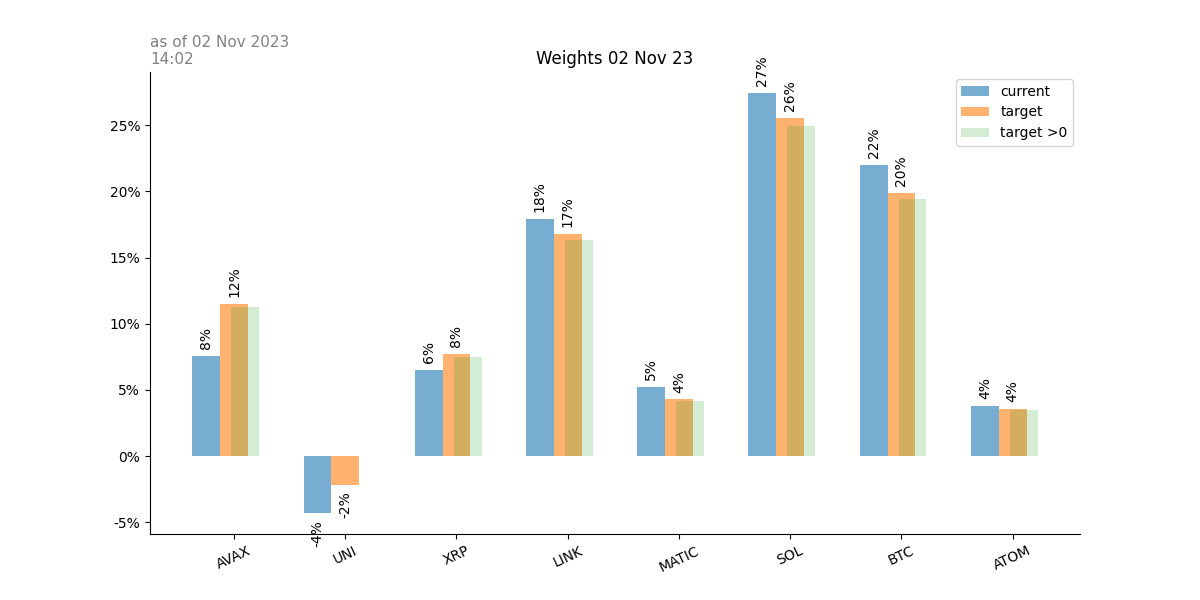 as of 02 Nov 2023
14:02
Weights 02 Nov 23
current
target
target >0
25%
20%
15%
10%
5%
0%
-5%
8%
12%
-4%
-2%
6%
8%
18%
17%
5%
4%
27%
26%
22%
20%
4%
4%
AVAX
UNI
XRP
LINK
MATIC
SOL
BTC
ATOM